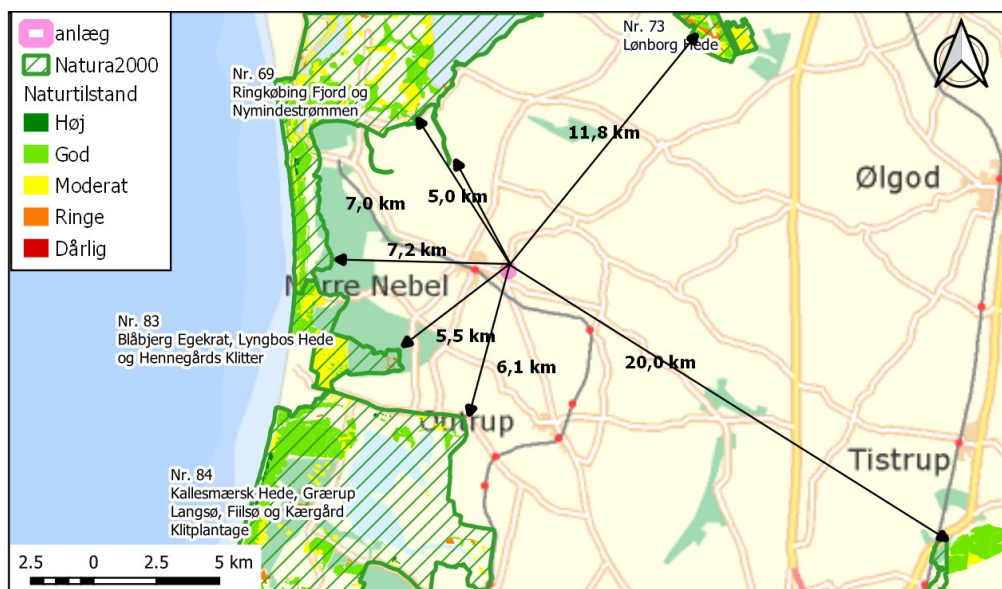 anlæg
Natura2000
Naturtilstand
Høj
God
Moderat
Ringe
Dårlig
Nr. 73
Lønborg Hede
Nr. 69
Ringkøbing Fjord og
Nymindestrømmen
11,8 km
Ølgod
7,0 km
5,0 km
7,2 km
Nørre Nebel
Nr. 83
Blåbjerg Egekrat, Lyngbos Hede
og Hennegårds Klitter
5,5 km
6,1 km
20,0 km
Outrup
Tistrup
Nr. 84
Kallesmærsk Hede, Grærup
Langsø, Fiilsø og Kærgård
Klitplantage
2.5 0 2.5 5 km